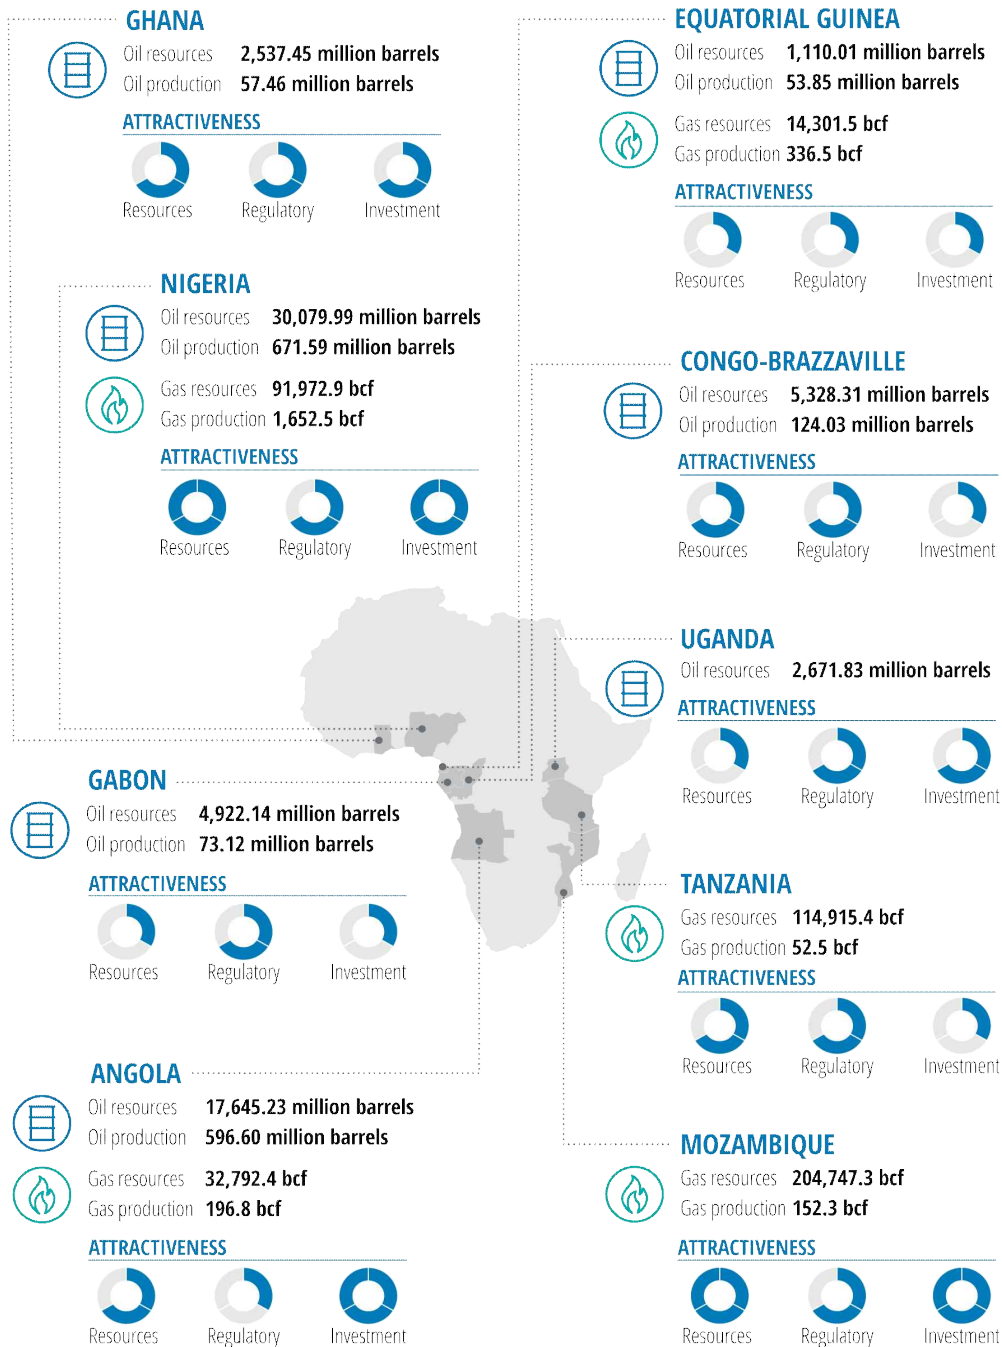 GHANA
Oil resources 2,537.45 million barrels
Oil production 57.46 million barrels
ATTRACTIVENESS
Resources Regulatory Investment
NIGERIA
Oil resources 30,079.99 million barrels
Oil production 671.59 million barrels
Gas resources 91,972.9 bcf
Gas production 1,652.5 bcf
ATTRACTIVENESS
Resources Regulatory Investment
GABON
Oil resources 4,922.14 million barrels
Oil production 73.12 million barrels
ATTRACTIVENESS
Resources Regulatory Investment
ANGOLA
Oil resources 17,645.23 million barrels
Oil production 596.60 million barrels
Gas resources 32,792.4 bcf
Gas production 196.8 bcf
ATTRACTIVENESS
Resources Regulatory Investment
EQUATORIAL GUINEA
Oil resources 1,110.01 million barrels
Oil production 53.85 million barrels
Gas resources 14,301.5 bcf
Gas production 336.5 bcf
ATTRACTIVENESS
Resources Regulatory Investment
CONGO-BRAZZAVILLE
Oil resources 5,328.31 million barrels
Oil production 124.03 million barrels
ATTRACTIVENESS
Resources Regulatory Investment
UGANDA
Oil resources 2,671.83 million barrels
ATTRACTIVENESS
Resources Regulatory Investment
TANZANIA
Gas resources 114,915.4 bcf
Gas production 52.5 bcf
ATTRACTIVENESS
Resources Regulatory Investment
MOZAMBIQUE
Gas resources 204,747.3 bcf
Gas production 152.3 bcf
ATTRACTIVENESS
Resources Regulatory Investment